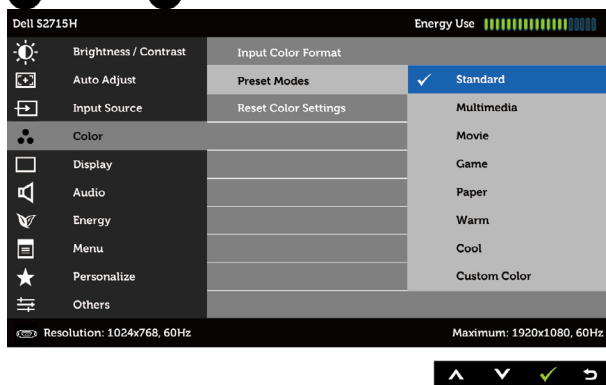 Dell S2715H Energy Use
Brightness / Contrast Input Color Format
Auto Adjust Preset Modes Standard
Input Source Reset Color Settings Multimedia
Color Movie
Display Game
Audio Paper
Energy Warm
Menu Cool
Personalize Custom Color
Others
Resolution: 1024x768, 60Hz Maximum: 1920x1080, 60Hz